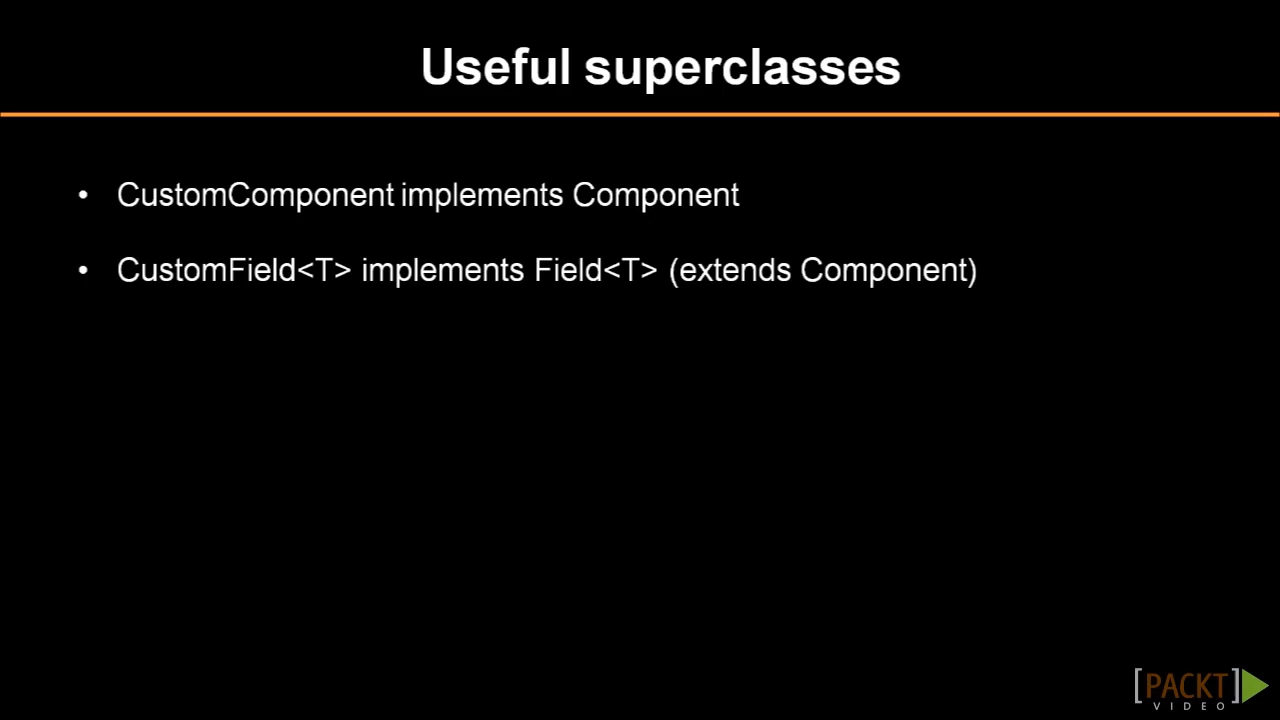 Useful superclasses
• CustomComponent implements Component
• CustomField<T> implements Field<T> (extends Component)
[PACKT]
VIDEO